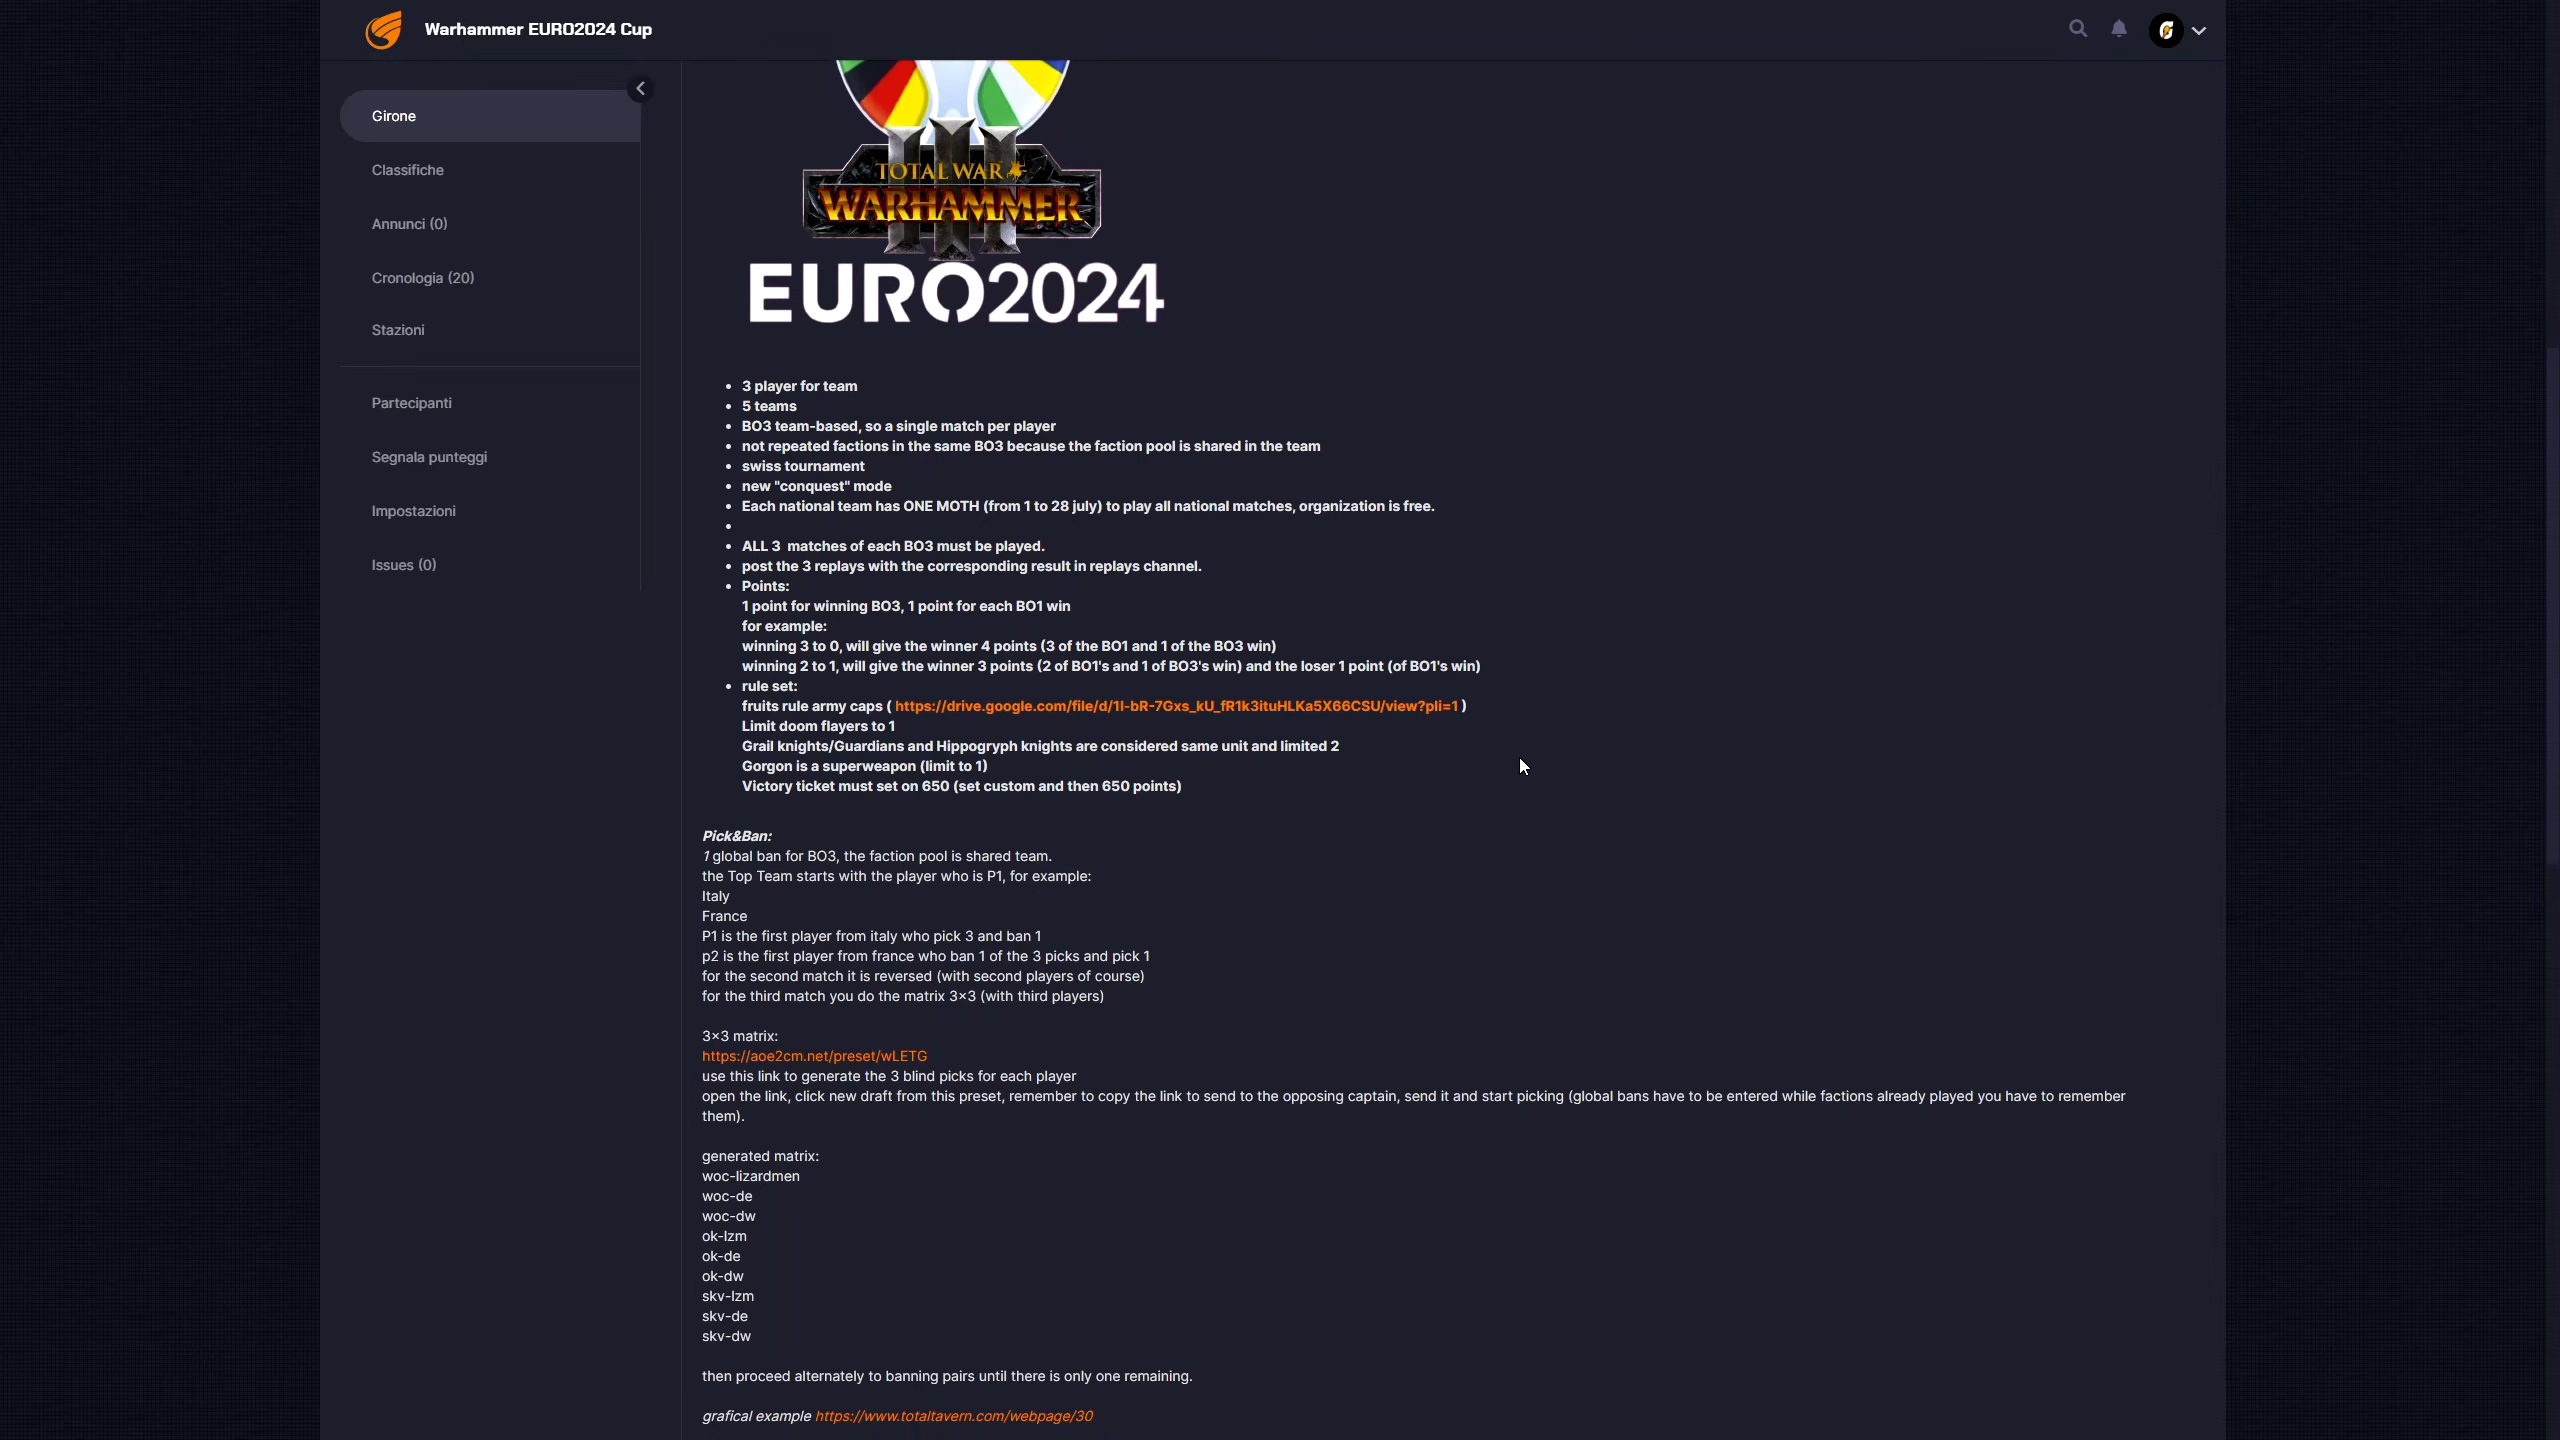 Warhammer EURO2024 Cup
Girone
Classifiche
Annunci (0)
Cronologia (20)
Stazioni
Partecipanti
Segnala punteggi
Impostazioni
Issues (0)
TOTAL WAR
WARHAMMER
III
EURO2024
3 player for team
5 teams
BO3 team-based, so a single match per player
not repeated factions in the same BO3 because the faction pool is shared in the team
swiss tournament
new "conquest" mode
Each national team has ONE MOTH (from 1 to 28 july) to play all national matches, organization is free.
ALL 3 matches of each BO3 must be played.
post the 3 replays with the corresponding result in replays channel.
Points:
1 point for winning BO3, 1 point for each BO1 win
for example:
winning 3 to 0, will give the winner 4 points (3 of the BO1 and 1 of the BO3 win)
winning 2 to 1, will give the winner 3 points (2 of BO1's and 1 of BO3's win) and the loser 1 point (of BO1's win)
rule set:
fruits rule army caps ( https://drive.google.com/file/d/1l-bR-7Gxs_kU_fR1k3ituHLKa5X66CSU/view?pli=1 )
Limit doom flayers to 1
Grail knights/Guardians and Hippogryph knights are considered same unit and limited 2
Gorgon is a superweapon (limit to 1)
Victory ticket must set on 650 (set custom and then 650 points)
Pick&Ban:
1 global ban for BO3, the faction pool is shared team.
the Top Team starts with the player who is P1, for example:
Italy
France
P1 is the first player from italy who pick 3 and ban 1
p2 is the first player from france who ban 1 of the 3 picks and pick 1
for the second match it is reversed (with second players of course)
for the third match you do the matrix 3×3 (with third players)
3×3 matrix:
https://aoe2cm.net/preset/wLETG
use this link to generate the 3 blind picks for each player
open the link, click new draft from this preset, remember to copy the link to send to the opposing captain, send it and start picking (global bans have to be entered while factions already played you have to remember
them).
generated matrix:
woc-lizardmen
woc-de
woc-dw
ok-lzm
ok-de
ok-dw
skv-lzm
skv-de
skv-dw
then proceed alternately to banning pairs until there is only one remaining.
grafical example https://www.totaltavern.com/webpage/30